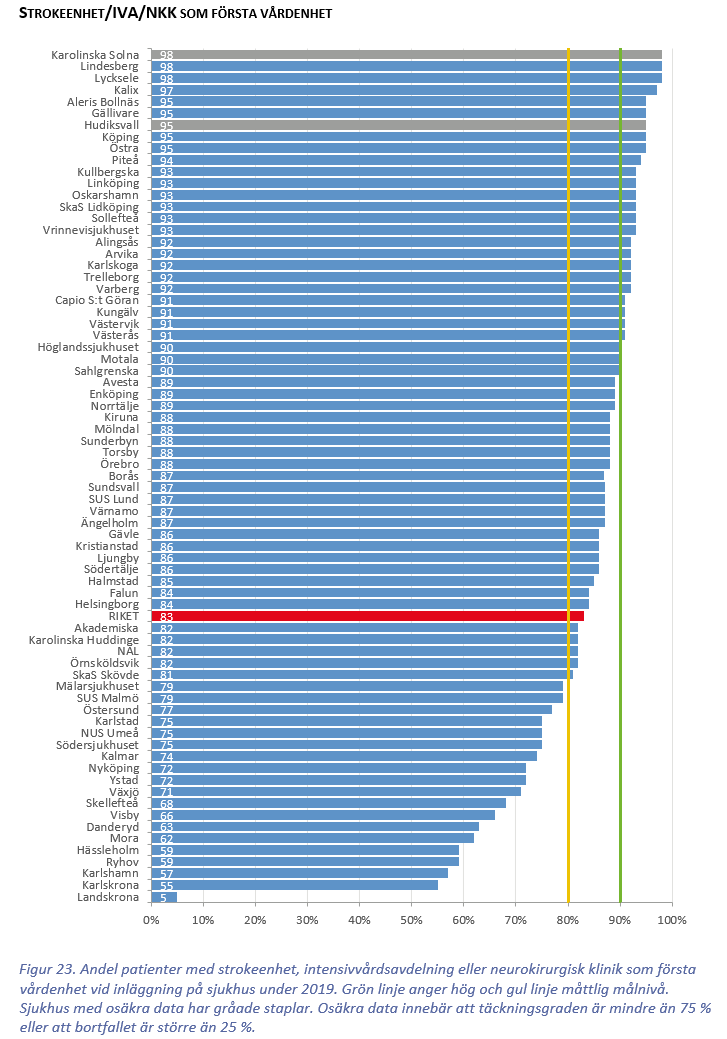 STROKEENHET/IVA/NKK SOM FÖRSTA VÅRDENHET
Karolinska Solna 98
Lindesberg 98
Lycksele 98
Kalix 97
Aleris Bollnäs 95
Gällivare 95
Hudiksvall 95
Köping 95
Östra 95
Piteå 94
Kullbergska 93
Linköping 93
Oskarshamn 93
SkaS Lidköping 93
Sollefteå 93
Vrinnevisjukhuset 93
Alingsås 92
Arvika 92
Karlskoga 92
Trelleborg 92
Varberg 92
Capio S:t Göran 91
Kungälv 91
Västervik 91
Västerås 91
Höglandssjukhuset 90
Motala 90
Sahlgrenska 90
Avesta 89
Enköping 89
Norrtälje 89
Kiruna 88
Mölndal 88
Sunderbyn 88
Torsby 88
Örebro 88
Borås 87
Sundsvall 87
SUS Lund 87
Värnamo 87
Ängelholm 87
Gävle 86
Kristianstad 86
Ljungby 86
Södertälje 86
Halmstad 85
Falun 84
Helsingborg 84
RIKET 83
Akademiska 82
Karolinska Huddinge 82
NÄL 82
Örnsköldsvik 82
SkaS Skövde 81
Mälarsjukhuset 79
SUS Malmö 79
Östersund 77
Karlstad 75
NUS Umeå 75
Södersjukhuset 75
Kalmar 74
Nyköping 72
Ystad 72
Växjö 71
Skellefteå 68
Visby 66
Danderyd 63
Mora 62
Hässleholm 59
Ryhov 59
Karlshamn 57
Karlskrona 55
Landskrona 5
0% 10% 20% 30% 40% 50% 60% 70% 80% 90% 100%
Figur 23. Andel patienter med strokeenhet, intensivvårdsavdelning eller neurokirurgisk klinik som första
vårdenhet vid inläggning på sjukhus under 2019. Grön linje anger hög och gul linje måttlig målnivå.
Sjukhus med osäkra data har gråade staplar. Osäkra data innebär att täckningsgraden är mindre än 75 %
eller att bortfallet är större än 25 %.